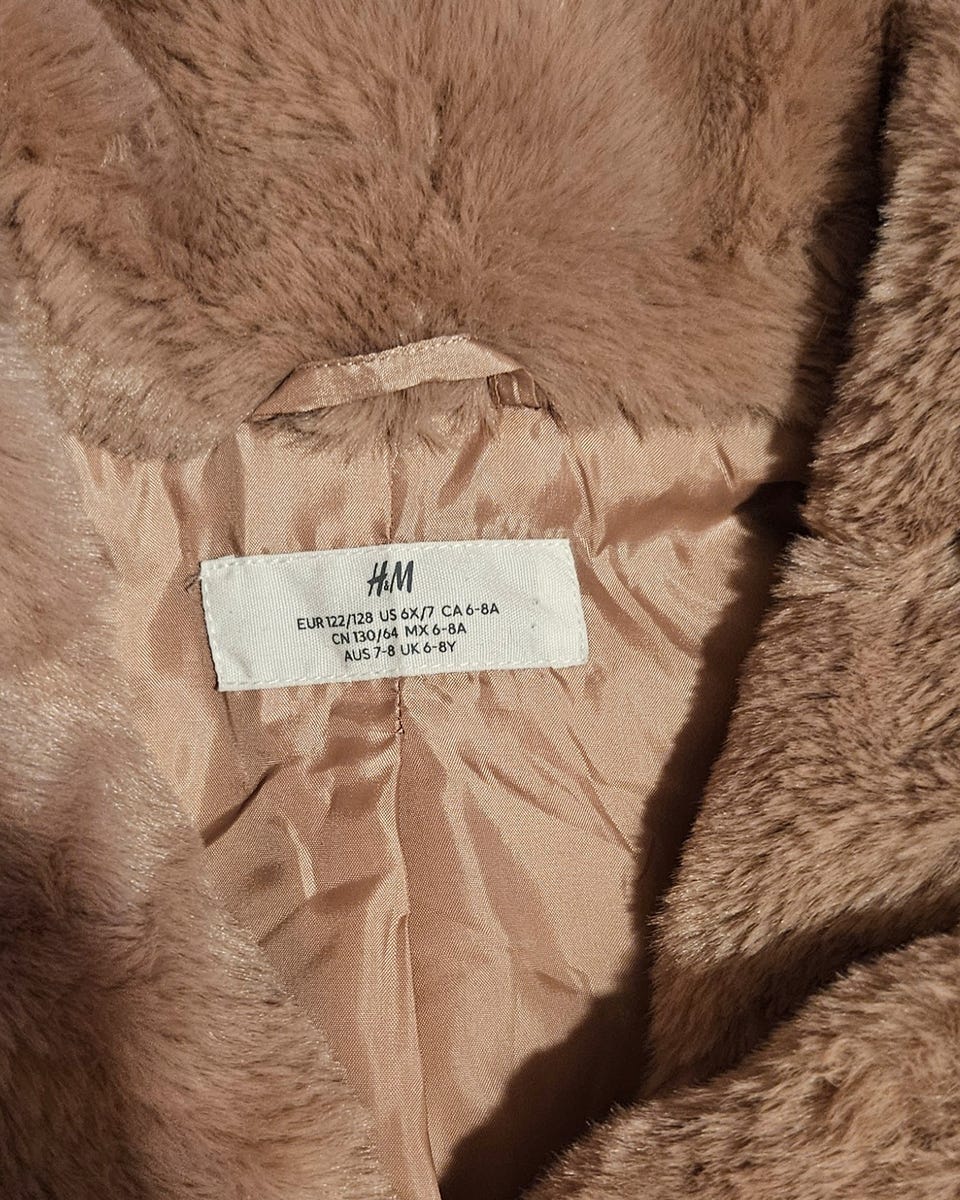 H&M
EUR 122/128 US 6X/7 CA 6-8A
CN 130/64 MX 6-8A
AUS 7-8 UK 6-8Y